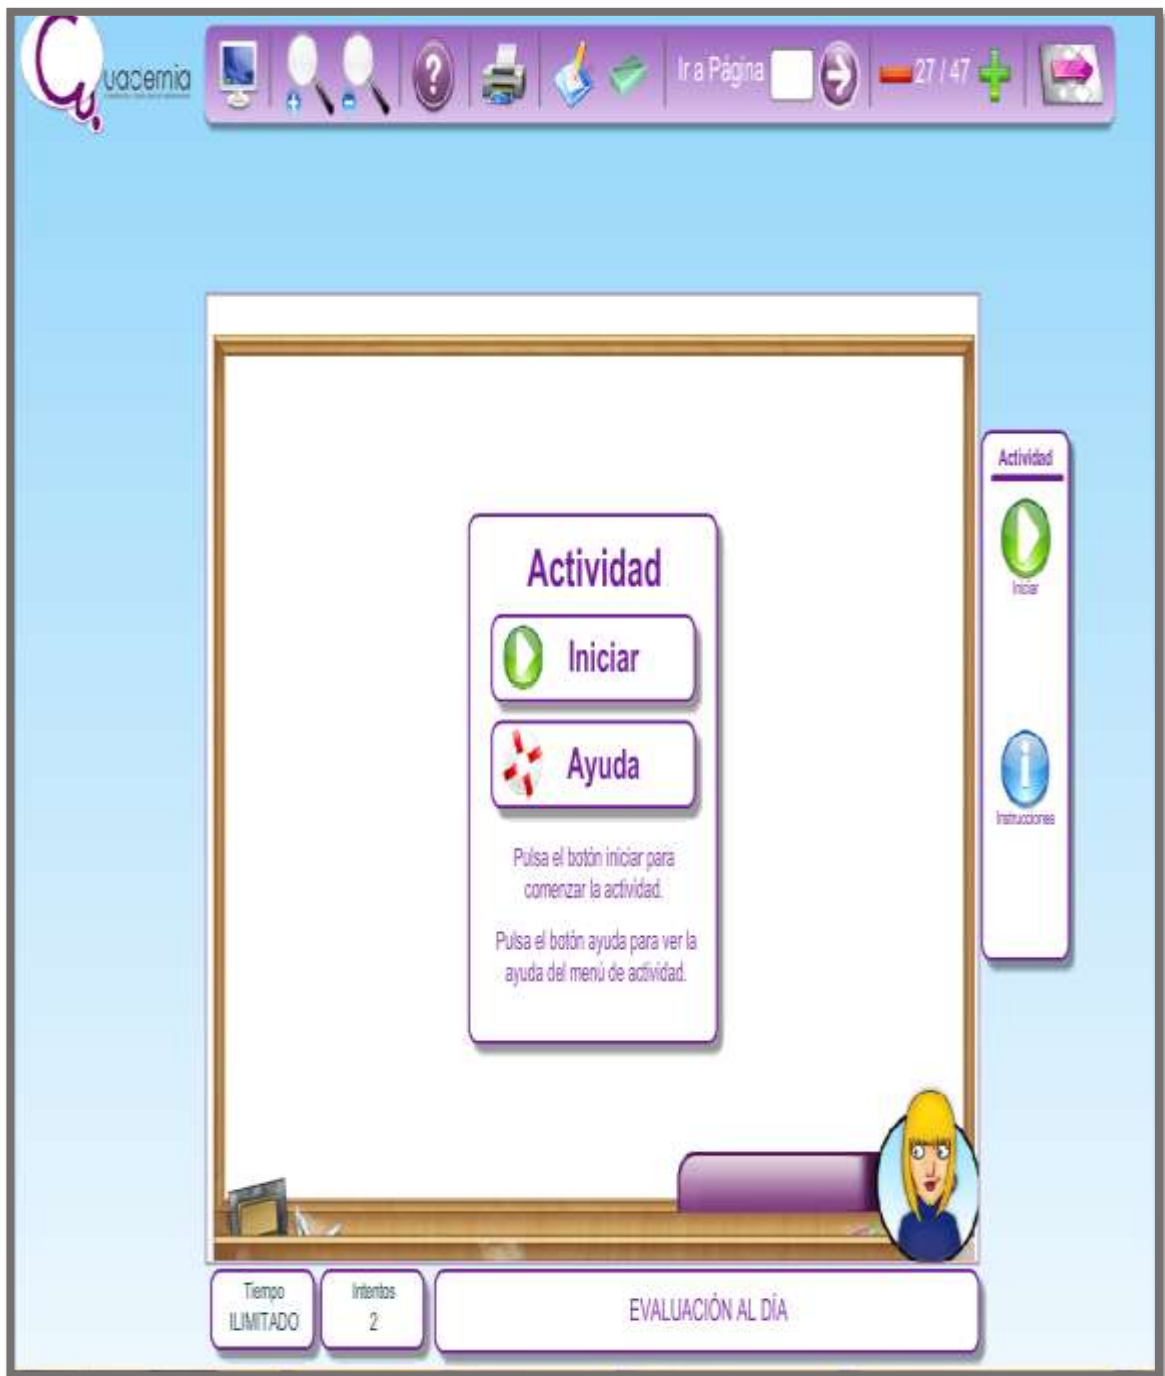 Cuadernia
Ir a Página
27 / 47
Actividad
Iniciar
Instrucciones
Actividad
Iniciar
Ayuda
Pulsa el botón iniciar para
comenzar la actividad.
Pulsa el botón ayuda para ver la
ayuda del menú de actividad.
Tiempo
ILIMITADO
Intentos
2
EVALUACIÓN AL DÍA